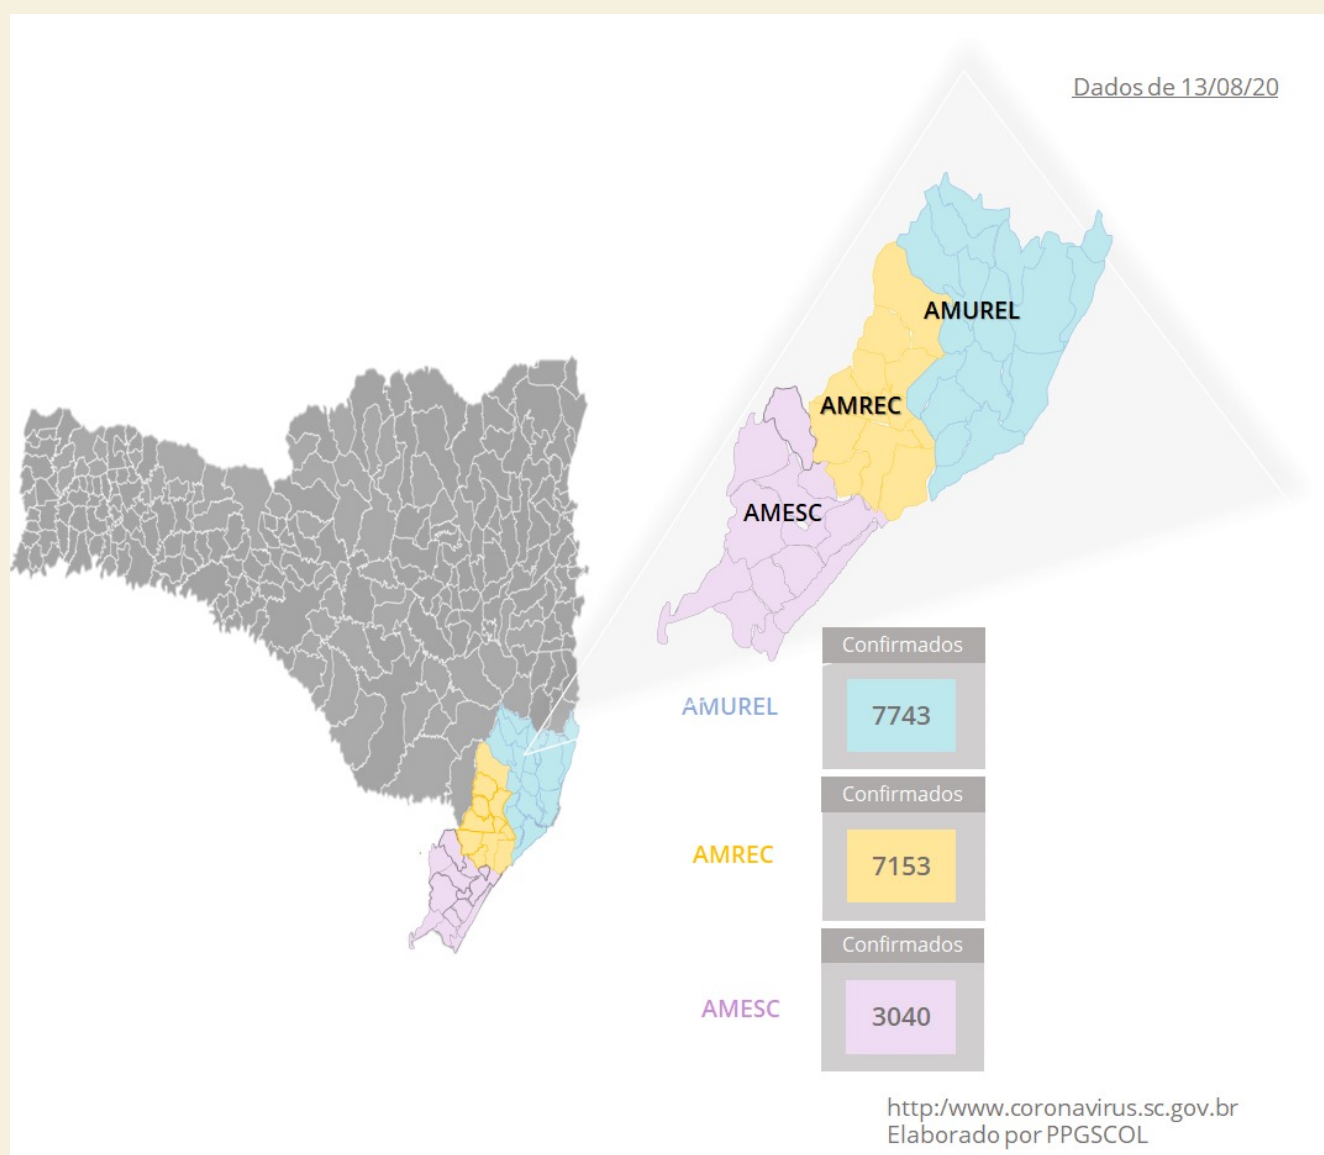 Dados de 13/08/20
AMUREL
AMREC
AMESC
Confirmados
AMUREL
7743
Confirmados
AMREC
7153
Confirmados
AMESC
3040
http:/www.coronavirus.sc.gov.br
Elaborado por PPGSCOL